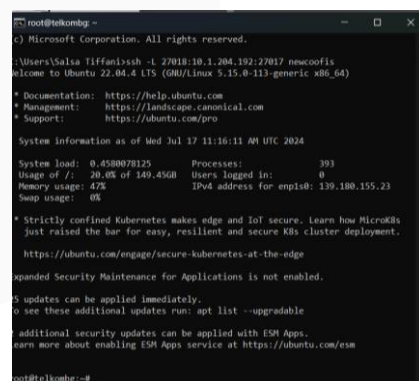 root@telkombg: ~
c) Microsoft Corporation. All rights reserved.
:\Users\Salsa Tiffani>ssh -L 27018:10.1.204.192:27017 newcoofis
elcome to Ubuntu 22.04.4 LTS (GNU/Linux 5.15.0-113-generic x86_64)
* Documentation: https://help.ubuntu.com
* Management: https://landscape.canonical.com
* Support: https://ubuntu.com/pro
System information as of Wed Jul 17 11:16:11 AM UTC 2024
System load: 0.4580078125 Processes: 393
Usage of /: 20.0% of 149.45GB Users logged in: 0
Memory usage: 47% IPv4 address for enp1s0: 139.180.155.23
Swap usage: 0%
* Strictly confined Kubernetes makes edge and IoT secure. Learn how MicroK8s
just raised the bar for easy, resilient and secure K8s cluster deployment.
https://ubuntu.com/engage/secure-kubernetes-at-the-edge
xpanded Security Maintenance for Applications is not enabled.
5 updates can be applied immediately.
o see these additional updates run: apt list --upgradable
additional security updates can be applied with ESM Apps.
earn more about enabling ESM Apps service at https://ubuntu.com/esm
oot@telkombg:~#